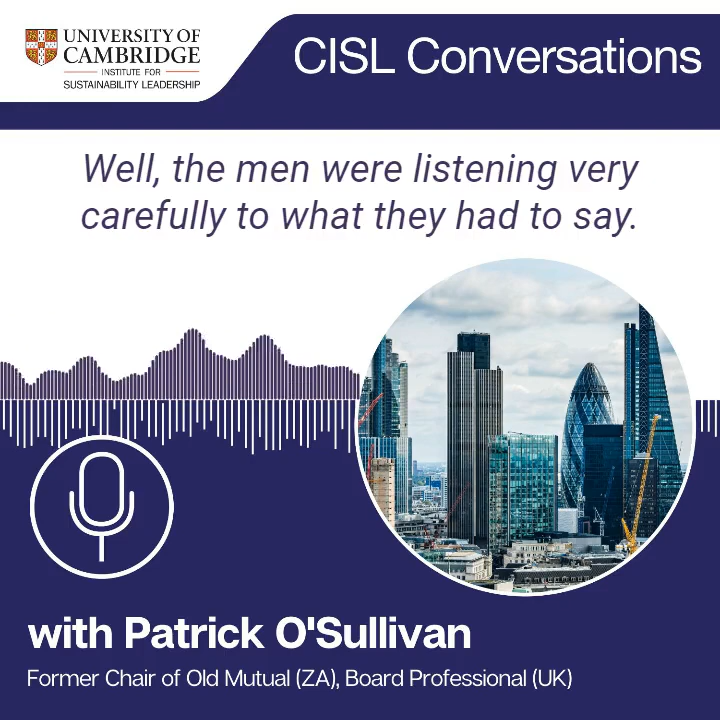 UNIVERSITY OF
CAMBRIDGE
INSTITUTE FOR
SUSTAINABILITY LEADERSHIP
CISL Conversations
Well, the men were listening very
carefully to what they had to say.
with Patrick O'Sullivan
Former Chair of Old Mutual (ZA), Board Professional (UK)